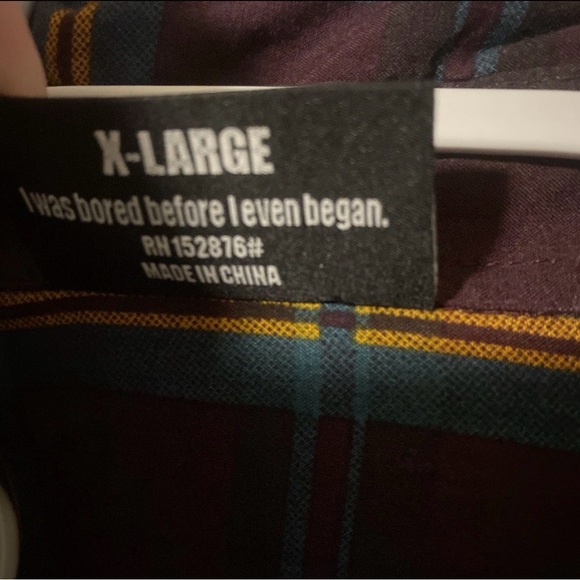 X-LARGE
I was bored before I even began.
RN 152876#
MADE IN CHINA